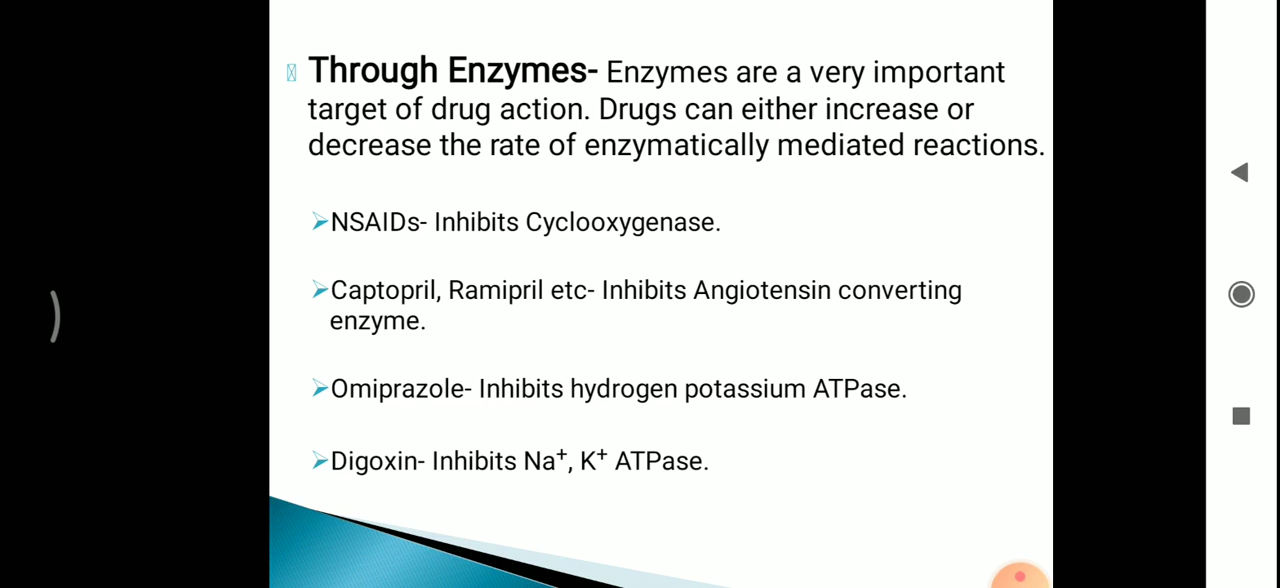 Through Enzymes- Enzymes are a very important
target of drug action. Drugs can either increase or
decrease the rate of enzymatically mediated reactions.
➢NSAIDs- Inhibits Cyclooxygenase.
➢Captopril, Ramipril etc- Inhibits Angiotensin converting
enzyme.
➢Omiprazole- Inhibits hydrogen potassium ATPase.
➢Digoxin- Inhibits Na⁺, K⁺ ATPase.